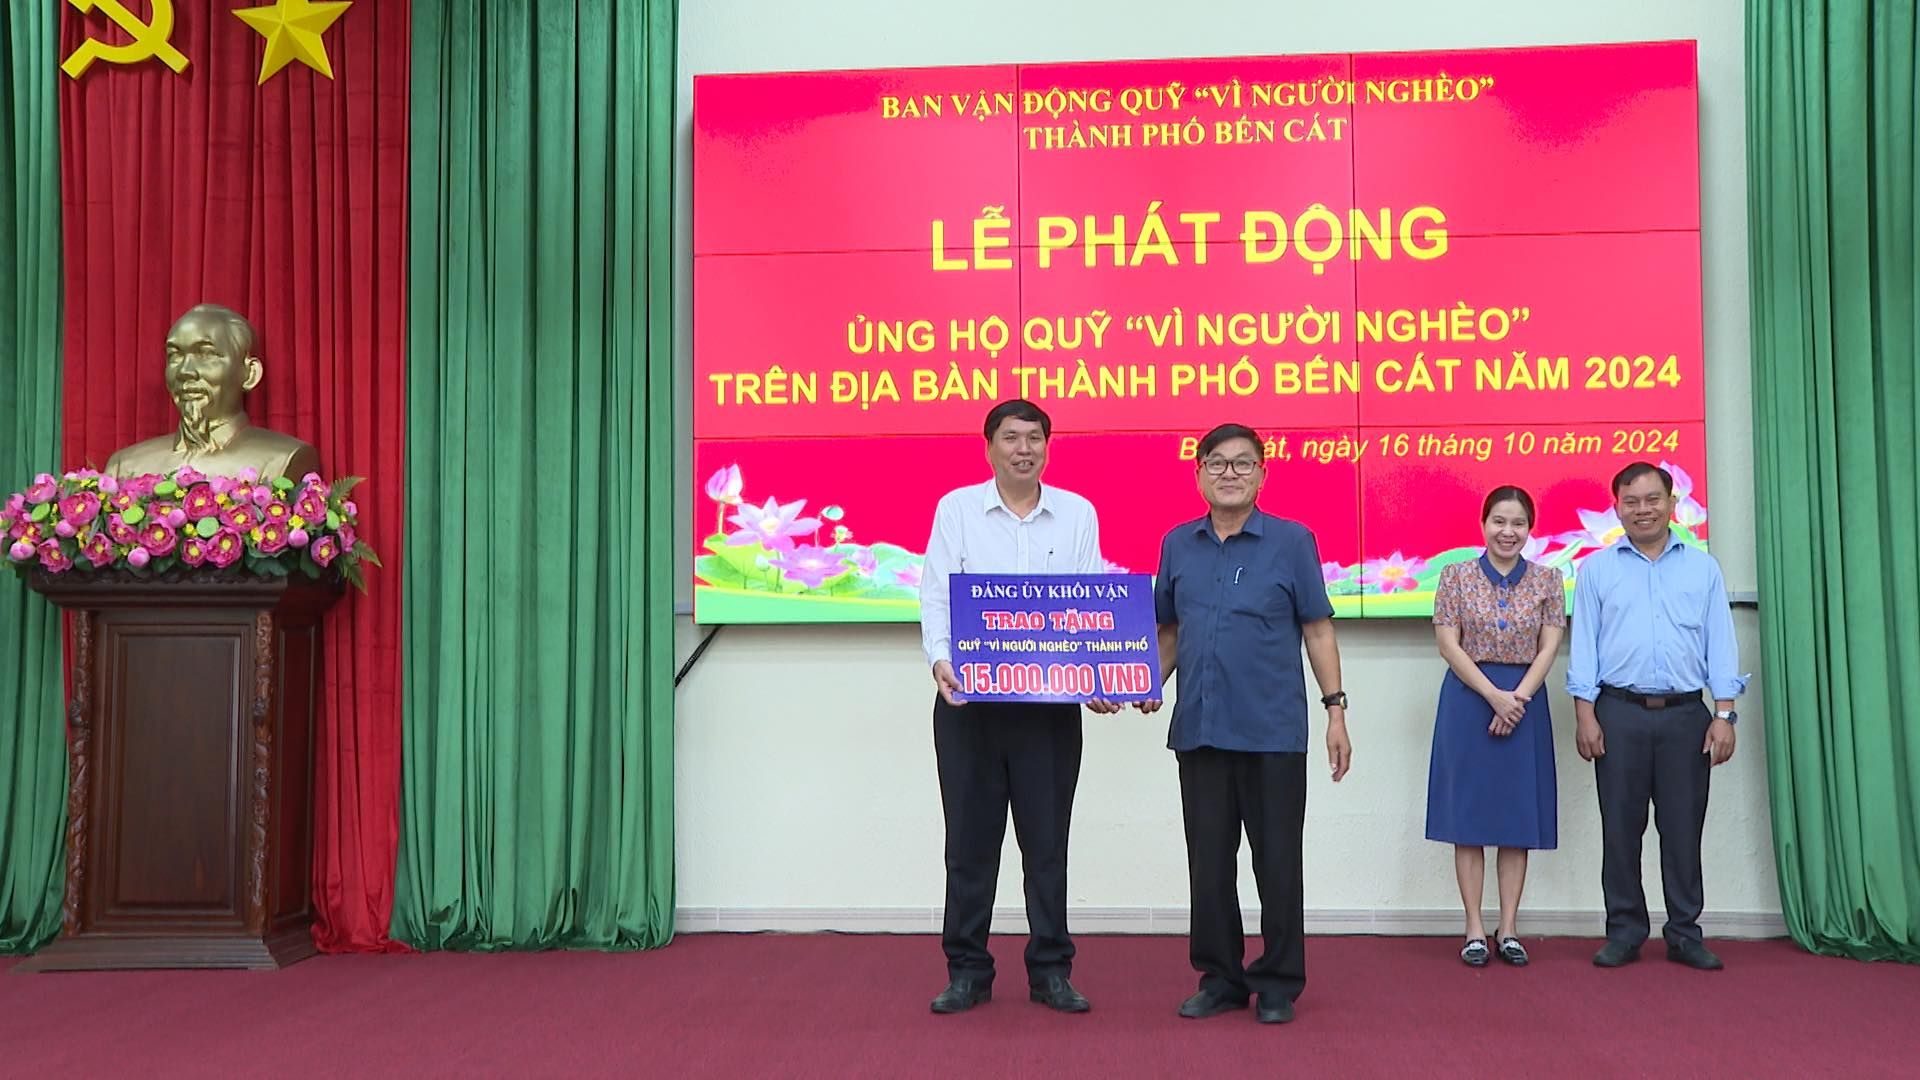 BAN VẬN ĐỘNG QUỸ “VÌ NGƯỜI NGHÈO”
THÀNH PHỐ BẾN CÁT
LỄ PHÁT ĐỘNG
ỦNG HỘ QUỸ “VÌ NGƯỜI NGHÈO”
TRÊN ĐỊA BÀN THÀNH PHỐ BẾN CÁT NĂM 2024
át, ngày 16 tháng 10 năm 2024
ĐẢNG ỦY KHỐI VẬN
TRAO TẶNG
QUỸ “VÌ NGƯỜI NGHÈO” THÀNH PHỐ
15.000.000 VNĐ